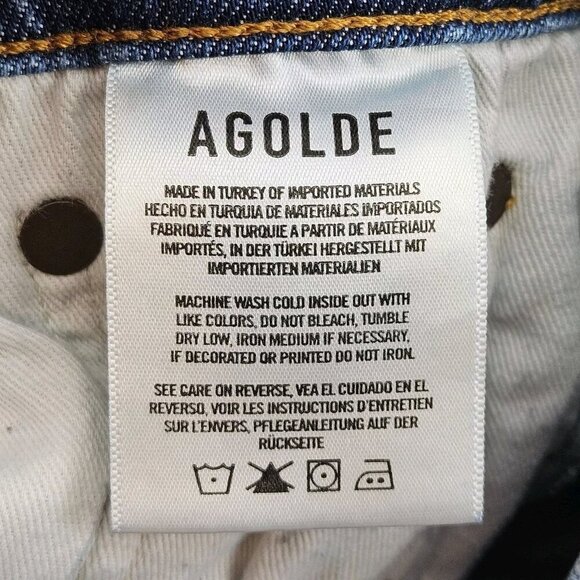 AGOLDE
MADE IN TURKEY OF IMPORTED MATERIALS
HECHO EN TURQUIA DE MATERIALES IMPORTADOS
FABRIQUÉ EN TURQUIE A PARTIR DE MATÉRIAUX
IMPORTÉS, IN DER TÜRKEI HERGESTELLT MIT
IMPORTIERTEN MATERIALIEN
MACHINE WASH COLD INSIDE OUT WITH
LIKE COLORS, DO NOT BLEACH, TUMBLE
DRY LOW, IRON MEDIUM IF NECESSARY,
IF DECORATED OR PRINTED DO NOT IRON.
SEE CARE ON REVERSE, VEA EL CUIDADO EN EL
REVERSO, VOIR LES INSTRUCTIONS D'ENTRETIEN
SUR L'ENVERS, PFLEGEANLEITUNG AUF DER
RÜCKSEITE